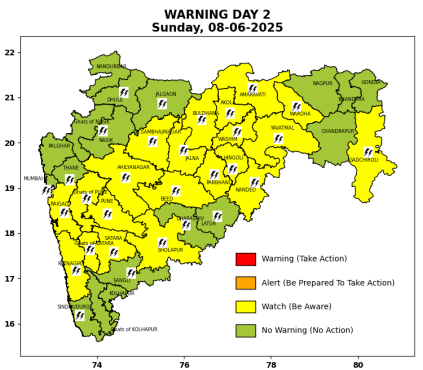 WARNING DAY 2
Sunday, 08-06-2025
22
21
20
19
18
17
16
74
76
78
80
NANDURBAR
DHULE
JALGAON
Ghats of NASIK
NASIK
BULDHANA
AKOLA
AMARAVATI
WASHIM
NAGPUR
GONDIA
BHANDARA
WARDHA
YAVATMAL
CHANDRAPUR
GADCHIROLI
PALGHAR
THANE
MUMBAI
RAIGAD
Ghats of PUNE
PUNE
AHILYANAGAR
SAMBHAJINAGAR
JALNA
HINGOLI
PARBHANI
NANDED
BEED
DHARASHIV
LATUR
SHOLAPUR
SATARA
Ghats of SATARA
RATNAGIRI
SANGLI
KOLHAPUR
SINDHUDURG
Ghats of KOLHAPUR
Warning (Take Action)
Alert (Be Prepared To Take Action)
Watch (Be Aware)
No Warning (No Action)